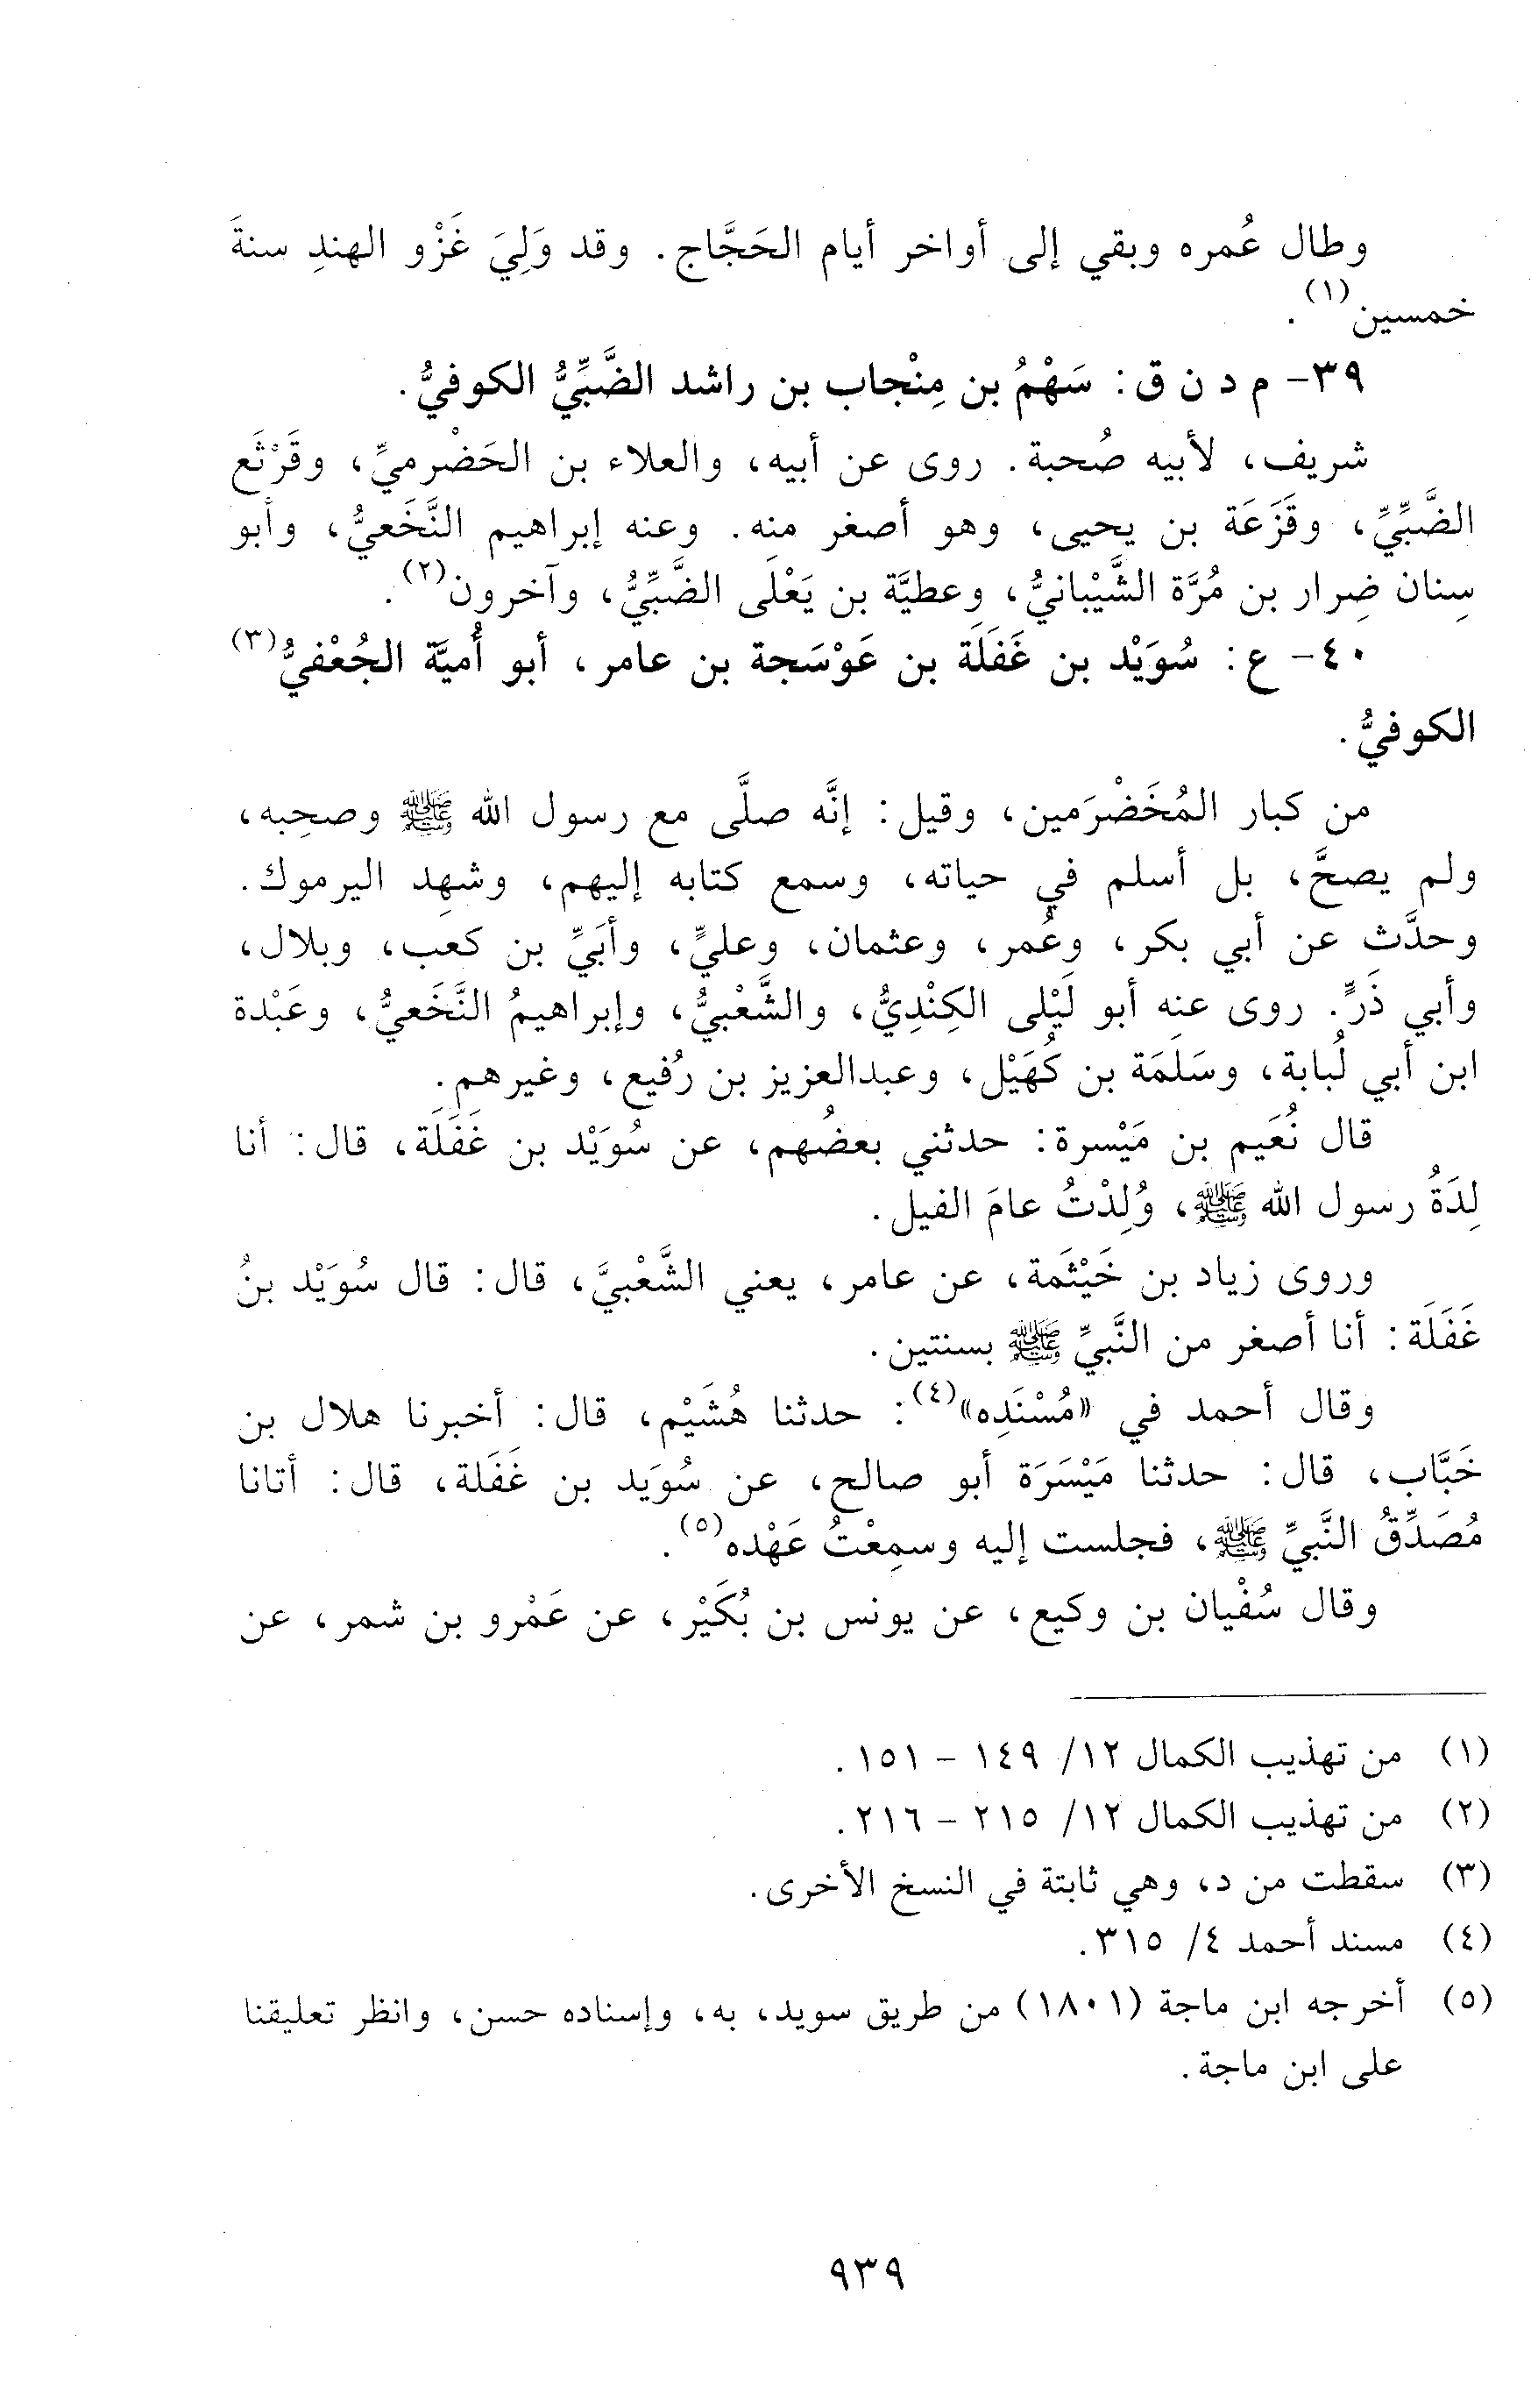 وطال عُمره وبقي إلى أواخر أيام الحَجَّاج. وقد وَلِيَ غَزْو الهندِ سنةَ
خمسين(١).
٣٩- م د ن ق: سَهْمُ بن مِنْجاب بن راشد الضَّبِّيُّ الكوفيُّ.
شريف، لأبيه صُحبة. روى عن أبيه، والعلاء بن الحَضْرميِّ، وقَرْثَع
الضَّبِّيِّ، وقَزَعَة بن يحيى، وهو أصغر منه. وعنه إبراهيم النَّخَعيُّ، وأبو
سِنان ضِرار بن مُرَّة الشَّيْبانيُّ، وعطيَّة بن يَعْلَى الضَّبِّيُّ، وآخرون(٢).
٤٠- ع: سُوَيْد بن غَفَلَة بن عَوْسَجة بن عامر، أبو أُميَّة الجُعْفيُّ(٣)
الكوفيُّ.
من كبار المُخَضْرَمين، وقيل: إنَّه صلَّى مع رسول الله ﷺ وصحِبه،
ولم يصحَّ، بل أسلم في حياته، وسمع كتابه إليهم، وشهِد اليرموك.
وحدَّث عن أبي بكر، وعُمر، وعثمان، وعليٍّ، وأبَيِّ بن كعب، وبلال،
وأبي ذَرٍّ. روى عنه أبو لَيْلى الكِنْدِيُّ، والشَّعْبيُّ، وإبراهيمُ النَّخَعيُّ، وعَبْدة
ابن أبي لُبابة، وسَلَمَة بن كُهَيْل، وعبدالعزيز بن رُفيع، وغيرهم.
قال نُعَيم بن مَيْسرة: حدثني بعضُهم، عن سُوَيْد بن غَفَلَة، قال: أنا
لِدَةُ رسول الله ﷺ، وُلِدْتُ عامَ الفيل.
وروى زياد بن خَيْثَمة، عن عامر، يعني الشَّعْبيَّ، قال: قال سُوَيْد بنُ
غَفَلَة: أنا أصغر من النَّبيِّ ﷺ بسنتين.
وقال أحمد في «مُسْنَدِه»(٤): حدثنا هُشَيْم، قال: أخبرنا هلال بن
خَبَّاب، قال: حدثنا مَيْسَرَة أبو صالح، عن سُوَيد بن غَفَلة، قال: أتانا
مُصَدِّقُ النَّبيِّ ﷺ، فجلست إليه وسمِعْتُ عَهْده(٥).
وقال سُفْيان بن وكيع، عن يونس بن بُكَيْر، عن عَمْرو بن شمر، عن
(١) من تهذيب الكمال ١٢/ ١٤٩ - ١٥١.
(٢) من تهذيب الكمال ١٢/ ٢١٥ - ٢١٦.
(٣) سقطت من د، وهي ثابتة في النسخ الأخرى.
(٤) مسند أحمد ٤/ ٣١٥.
(٥) أخرجه ابن ماجة (١٨٠١) من طريق سويد، به، وإسناده حسن، وانظر تعليقنا
على ابن ماجة.
٩٣٩